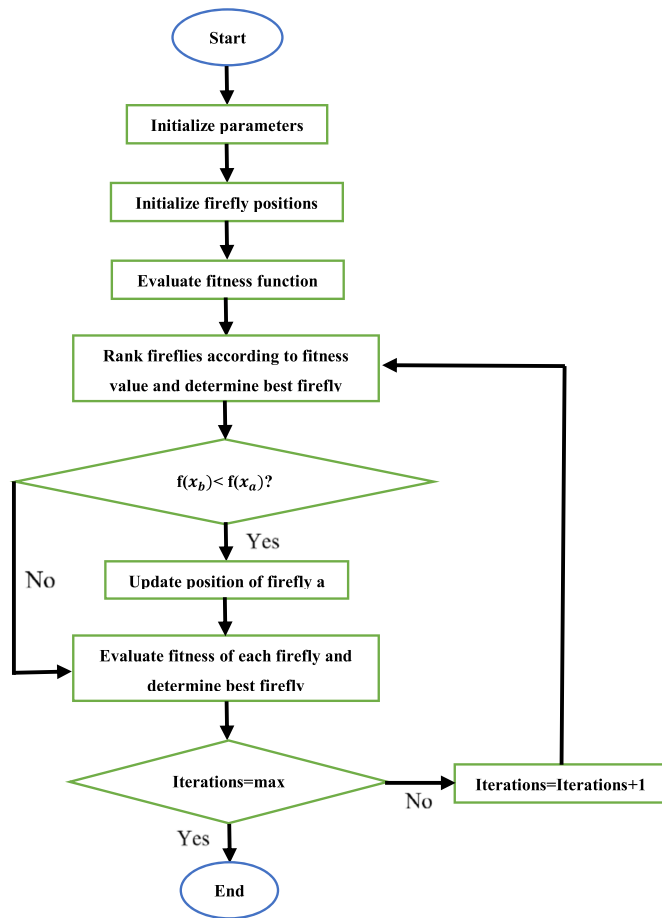 Start
Initialize parameters
Initialize firefly positions
Evaluate fitness function
Rank fireflies according to fitness
value and determine best firefly
f(x_b)< f(x_a)?
Yes
No
Update position of firefly a
Evaluate fitness of each firefly and
determine best firefly
Iterations=max
No
Iterations=Iterations+1
Yes
End